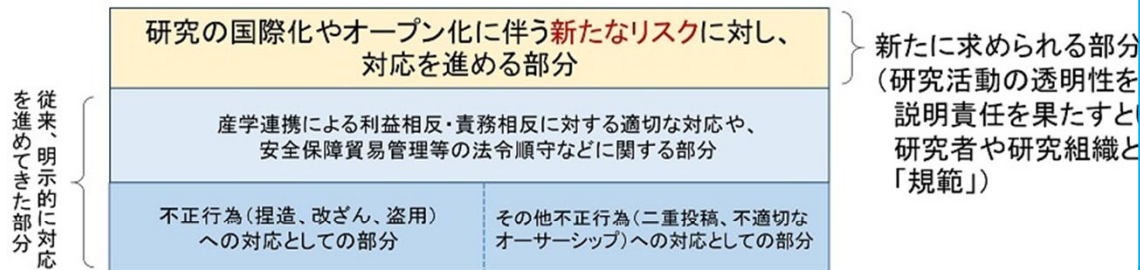 研究の国際化やオープン化に伴う新たなリスクに対し、
対応を進める部分
新たに求められる部分
（研究活動の透明性を
説明責任を果たすと
研究者や研究組織と
「規範」）
従来、明示的に対応
を進めてきた部分
産学連携による利益相反・責務相反に対する適切な対応や、
安全保障貿易管理等の法令順守などに関する部分
不正行為（捏造、改ざん、盗用）
への対応としての部分
その他不正行為（二重投稿、不適切な
オーサーシップ）への対応としての部分